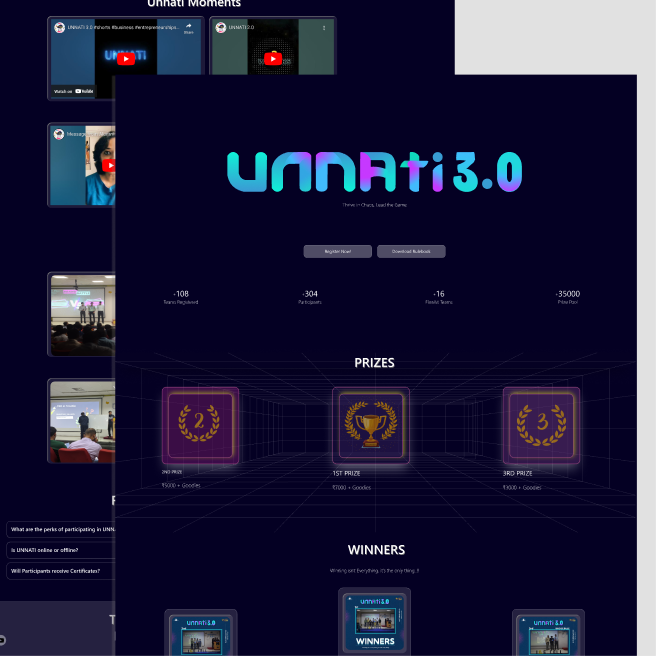 Unnati Moments
UNNATI 3.0 #shorts #business #entrepreneurships...
Share
UNNATI
Watch on YouTube
UNNATI 3.0
Message
unnati 3.0
Thrive in Chaos, Lead the Game
Register Now!
Download Rulebook
-108
Teams Registered
-304
Participants
-16
Finalist Teams
-35000
Prize Pool
PRIZES
2
3
2ND PRIZE
₹5000 + Goodies
1ST PRIZE
₹7000 + Goodies
3RD PRIZE
₹3000 + Goodies
WINNERS
Winning isn't Everything, it's the only thing !!
unnati 3.0
WINNERS
unnati 3.0
unnati 3.0
F
What are the perks of participating in UNN
Is UNNATI online or offline?
Will Participants receive Certificates?
T